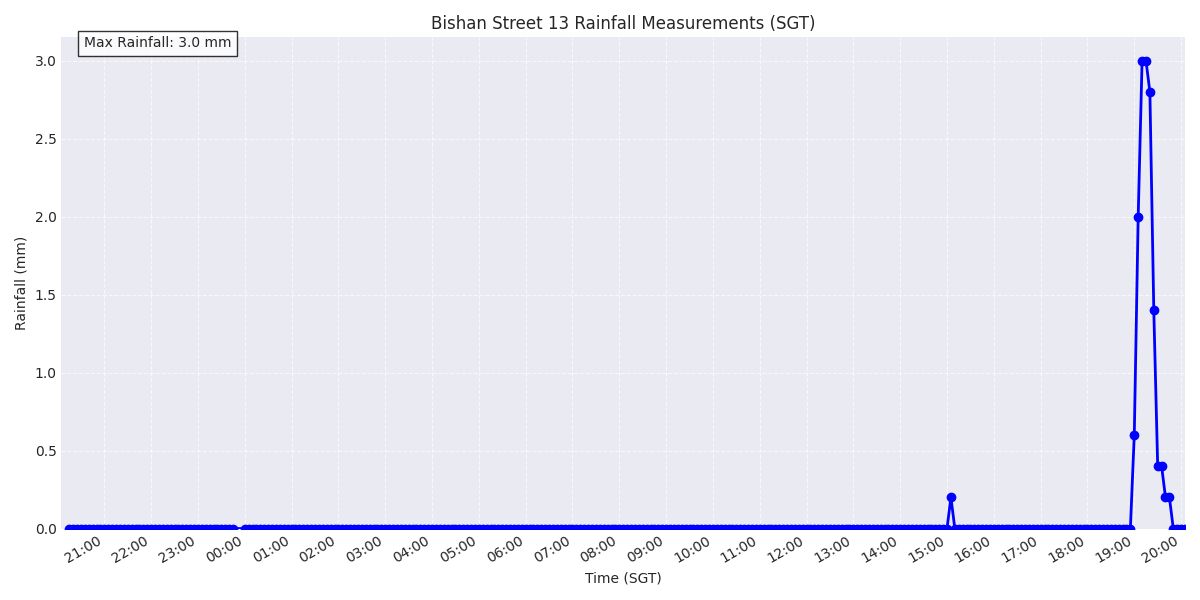 Bishan Street 13 Rainfall Measurements (SGT)
Max Rainfall: 3.0 mm
3.0
2.5
2.0
1.5
1.0
0.5
0.0
Rainfall (mm)
21:00 22:00 23:00 00:00 01:00 02:00 03:00 04:00 05:00 06:00 07:00 08:00 09:00 10:00 11:00 12:00 13:00 14:00 15:00 16:00 17:00 18:00 19:00 20:00
Time (SGT)